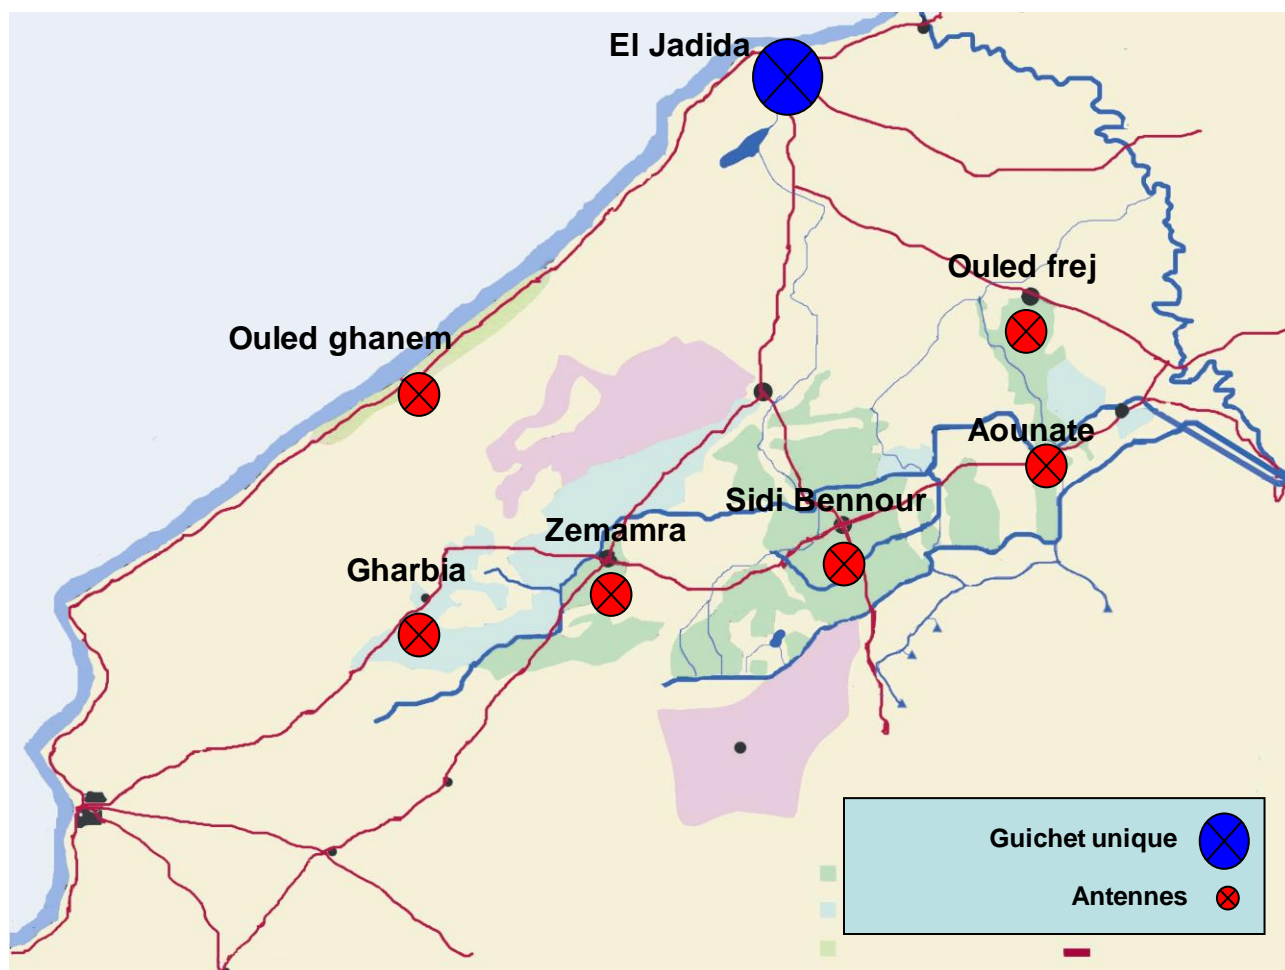 El Jadida
Ouled frej
Ouled ghanem
Aounate
Sidi Bennour
Zemamra
Gharbia
Guichet unique
Antennes